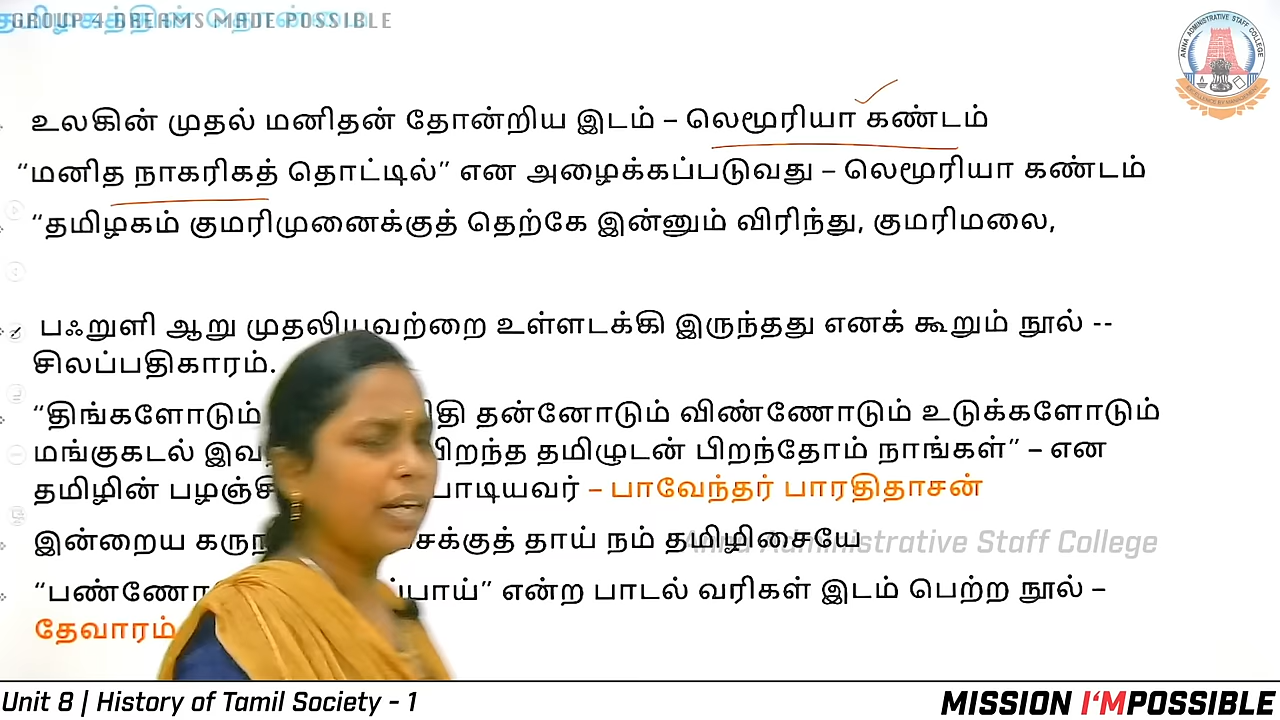 GROUP 4 DREAMS MADE POSSIBLE
ANNA ADMINISTRATIVE STAFF COLLEGE
உலகின் முதல் மனிதன் தோன்றிய இடம் – லெமூரியா கண்டம்
“மனித நாகரிகத் தொட்டில்” என அழைக்கப்படுவது – லெமூரியா கண்டம்
“தமிழகம் குமரிமுனைக்குத் தெற்கே இன்னும் விரிந்து, குமரிமலை,
பஃறுளி ஆறு முதலியவற்றை உள்ளடக்கி இருந்தது எனக் கூறும் நூல் --
சிலப்பதிகாரம்.
“திங்களோடும் தன்னோடும் விண்ணோடும் உடுக்களோடும்
மங்குகடல் பிறந்த தமிழுடன் பிறந்தோம் நாங்கள்” – என
தமிழின் பாடியவர் – பாவேந்தர் பாரதிதாசன்
இன்றைய தாய் நம் தமிழிசையே
Anna Administrative Staff College
என்ற பாடல் வரிகள் இடம் பெற்ற நூல் –
தேவாரம்
Unit 8 | History of Tamil Society - 1
MISSION I'MPOSSIBLE